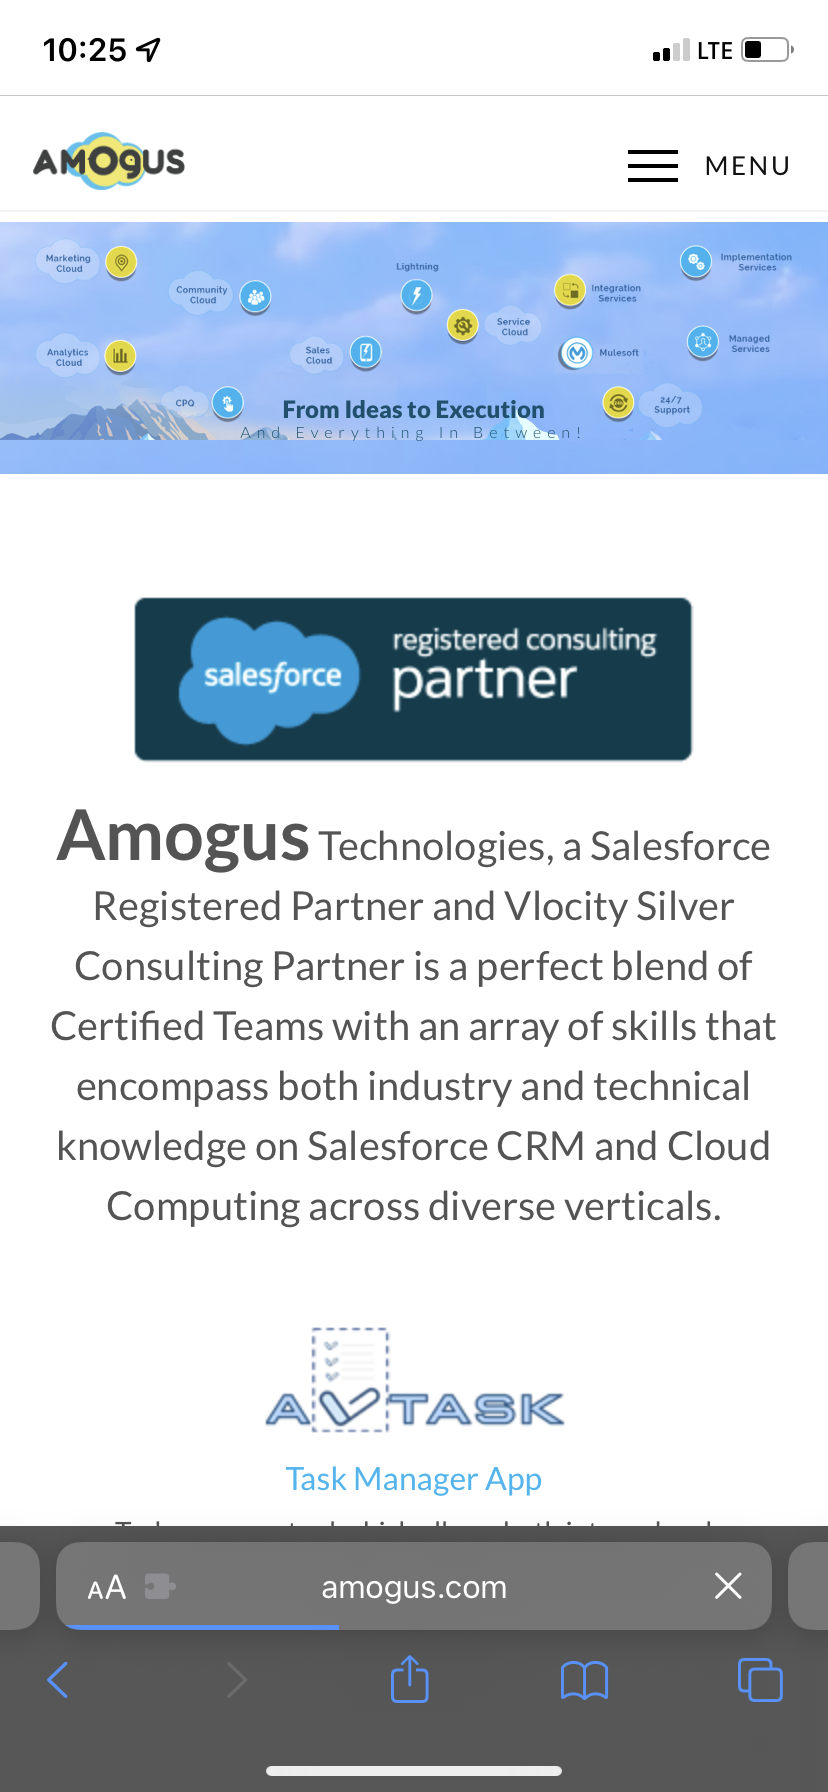 10:25
LTE
AMOGUS
MENU
Marketing
Cloud
Community
Cloud
Lightning
Integration
Services
Implementation
Services
Analytics
Cloud
Sales
Cloud
Service
Cloud
Mulesoft
Managed
Services
CPQ
24/7
Support
From Ideas to Execution
And Everything In Between!
salesforce
registered consulting
partner
Amogus Technologies, a Salesforce
Registered Partner and Vlocity Silver
Consulting Partner is a perfect blend of
Certified Teams with an array of skills that
encompass both industry and technical
knowledge on Salesforce CRM and Cloud
Computing across diverse verticals.
AVTASK
Task Manager App
AA
amogus.com